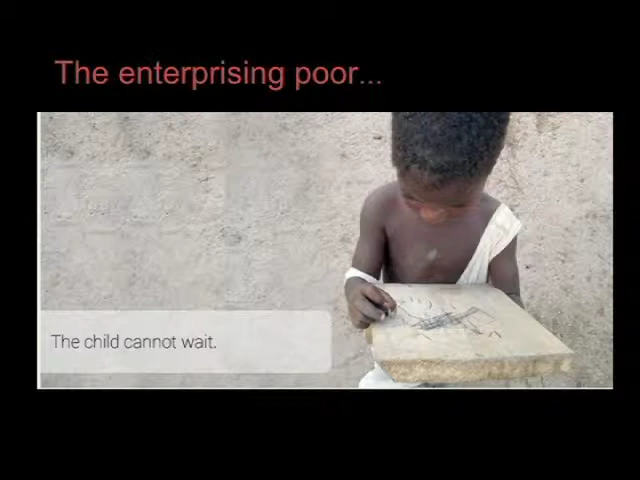 The enterprising poor...
The child cannot wait.